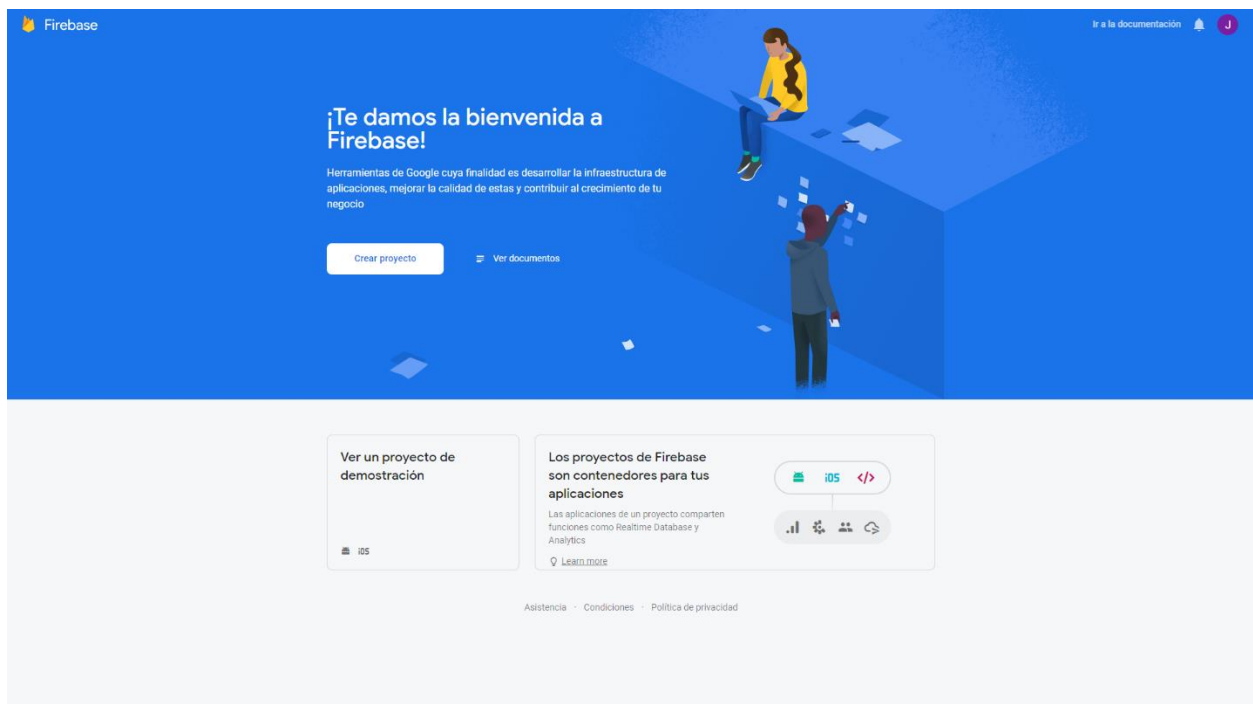 Firebase
Ir a la documentación
J
¡Te damos la bienvenida a
Firebase!
Herramientas de Google cuya finalidad es desarrollar la infraestructura de
aplicaciones, mejorar la calidad de estas y contribuir al crecimiento de tu
negocio
Crear proyecto
Ver documentos
Ver un proyecto de
demostración
iOS
Los proyectos de Firebase
son contenedores para tus
aplicaciones
Las aplicaciones de un proyecto comparten
funciones como Realtime Database y
Analytics
Learn more
iOS </>
Asistencia · Condiciones · Política de privacidad